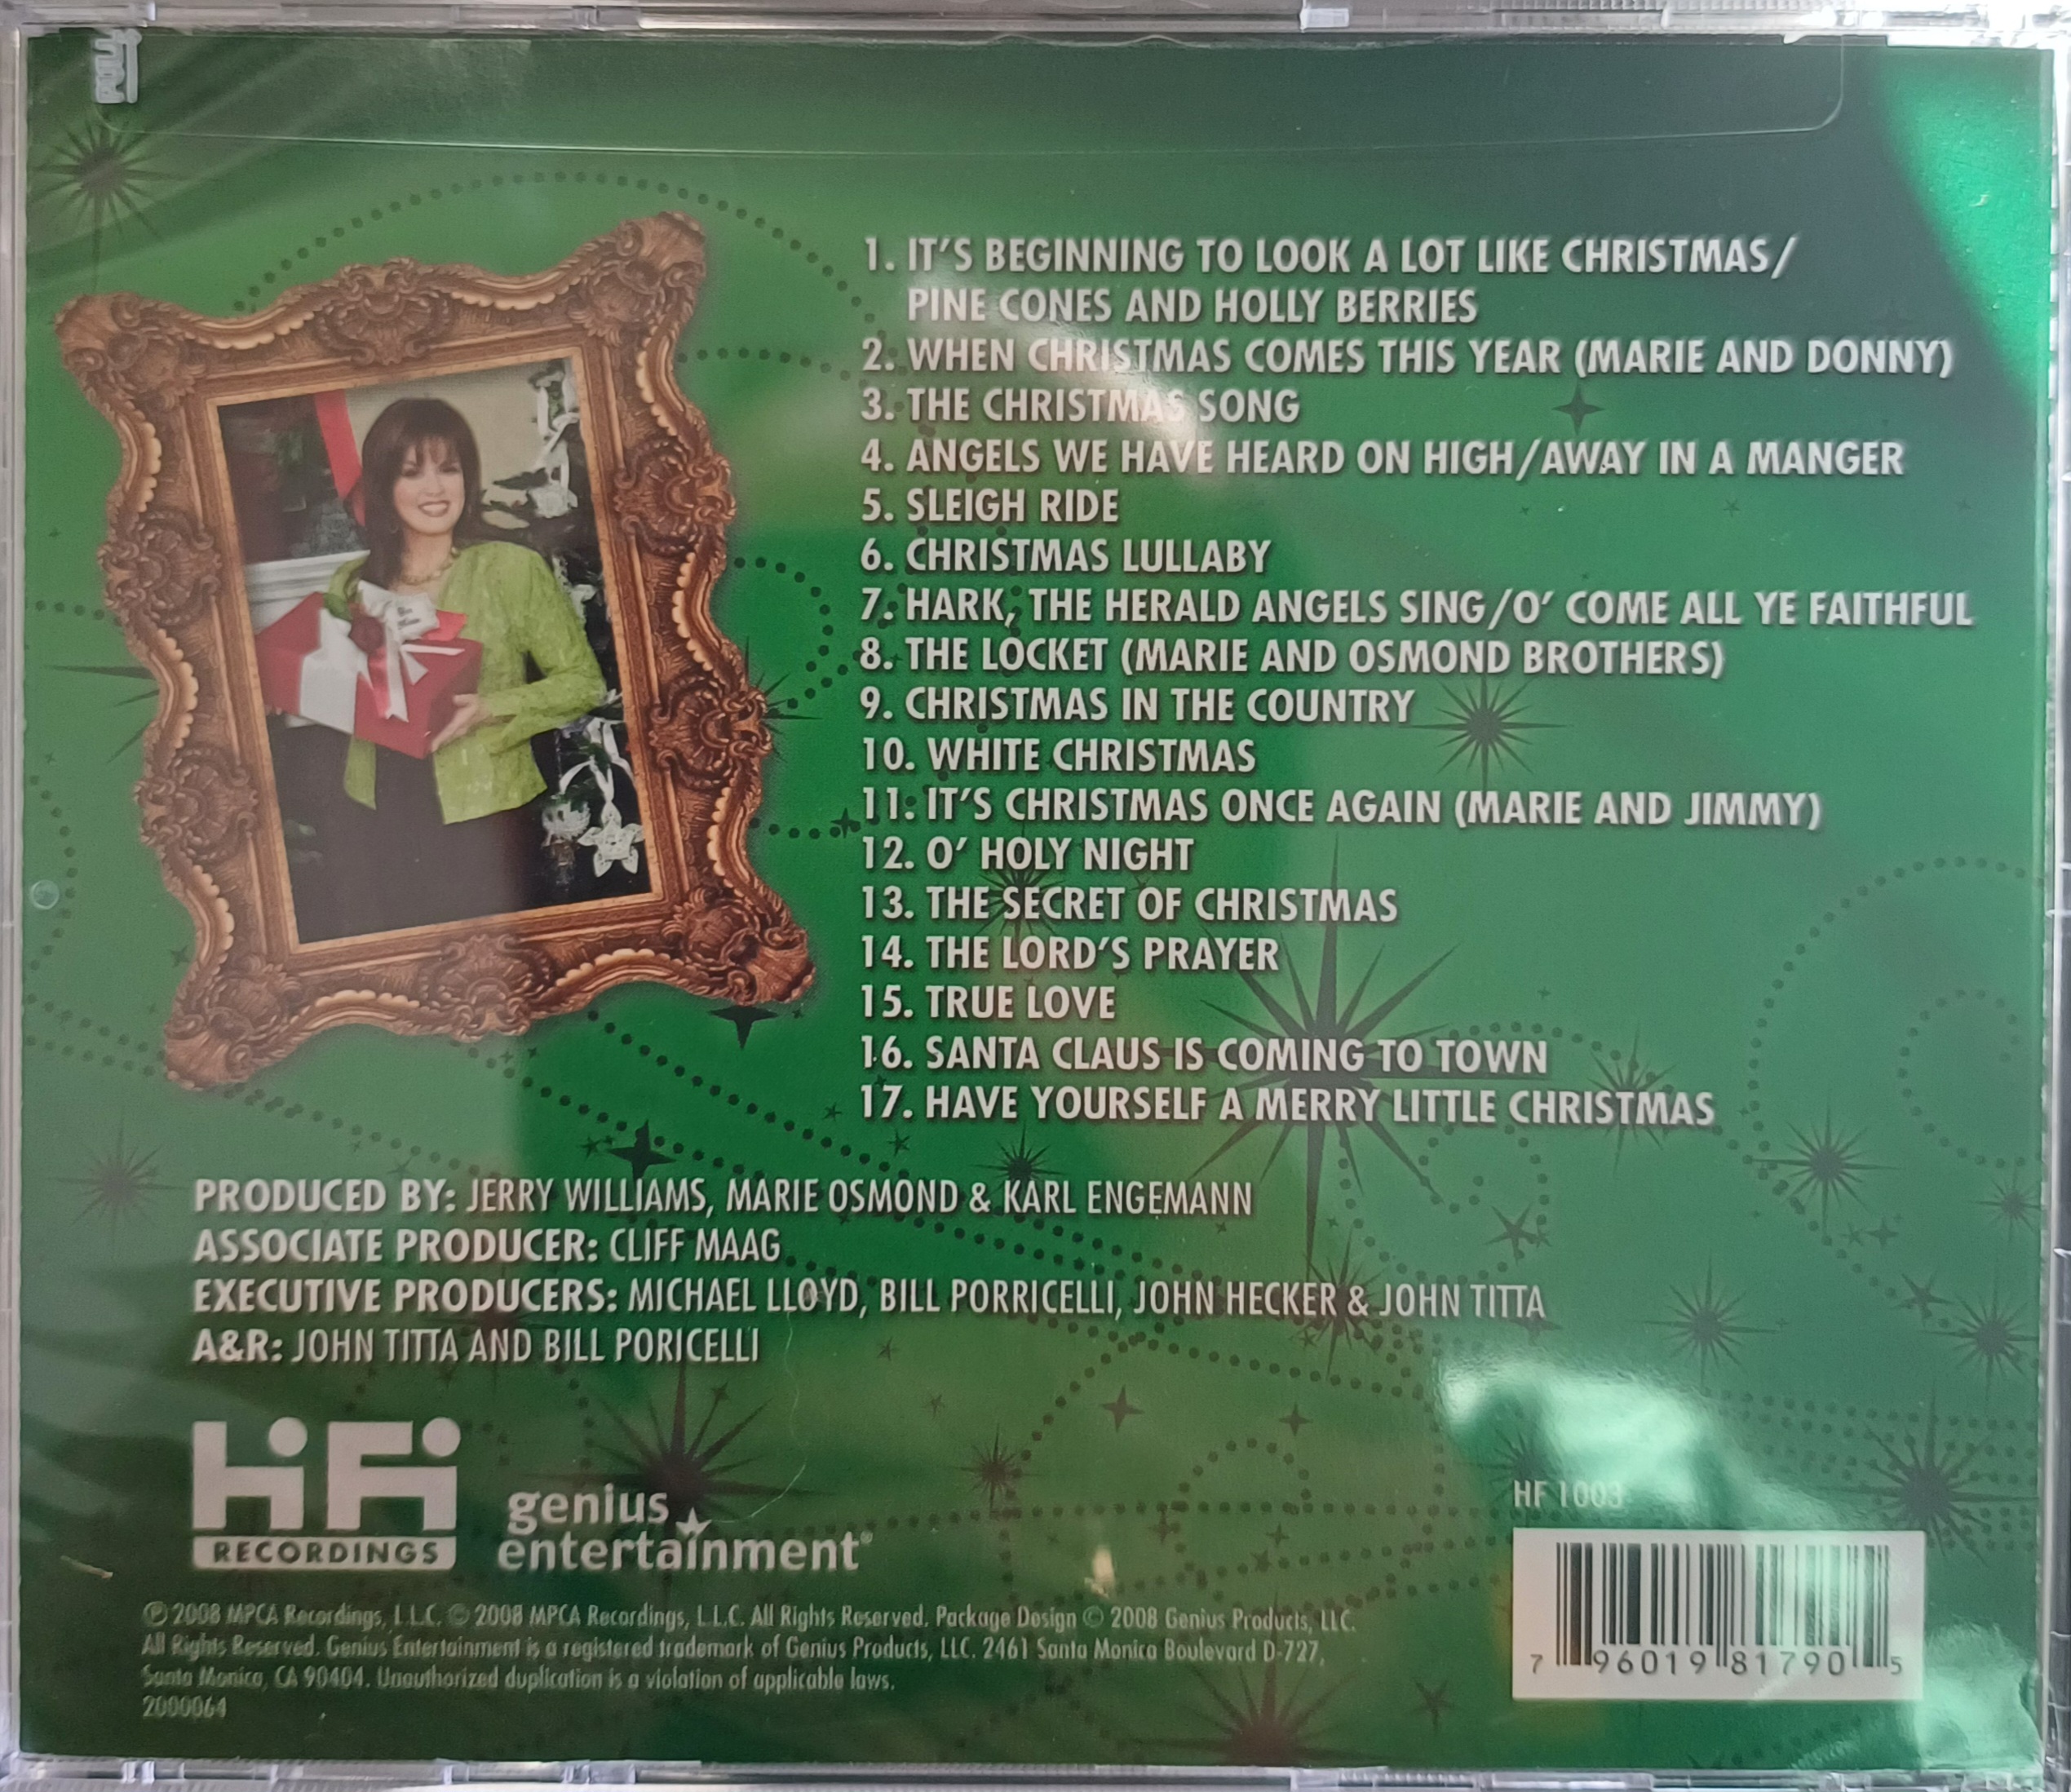 1. IT'S BEGINNING TO LOOK A LOT LIKE CHRISTMAS/
PINE CONES AND HOLLY BERRIES
2. WHEN CHRISTMAS COMES THIS YEAR (MARIE AND DONNY)
3. THE CHRISTMAS SONG
4. ANGELS WE HAVE HEARD ON HIGH/AWAY IN A MANGER
5. SLEIGH RIDE
6. CHRISTMAS LULLABY
7. HARK, THE HERALD ANGELS SING/O' COME ALL YE FAITHFUL
8. THE LOCKET (MARIE AND OSMOND BROTHERS)
9. CHRISTMAS IN THE COUNTRY
10. WHITE CHRISTMAS
11. IT'S CHRISTMAS ONCE AGAIN (MARIE AND JIMMY)
12. O' HOLY NIGHT
13. THE SECRET OF CHRISTMAS
14. THE LORD'S PRAYER
15. TRUE LOVE
16. SANTA CLAUS IS COMING TO TOWN
17. HAVE YOURSELF A MERRY LITTLE CHRISTMAS
PRODUCED BY: JERRY WILLIAMS, MARIE OSMOND & KARL ENGEMANN
ASSOCIATE PRODUCER: CLIFF MAAG
EXECUTIVE PRODUCERS: MICHAEL LLOYD, BILL PORRICELLI, JOHN HECKER & JOHN TITTA
A&R: JOHN TITTA AND BILL PORICELLI
HiFi
RECORDINGS
genius
entertainment®
HF 1003
℗ 2008 MPCA Recordings, L.L.C. © 2008 MPCA Recordings, L.L.C. All Rights Reserved. Package Design © 2008 Genius Products, LLC.
All Rights Reserved. Genius Entertainment is a registered trademark of Genius Products, LLC. 2461 Santa Monica Boulevard D-727,
Santa Monica, CA 90404. Unauthorized duplication is a violation of applicable laws.
2000064
7 96019 81790 5